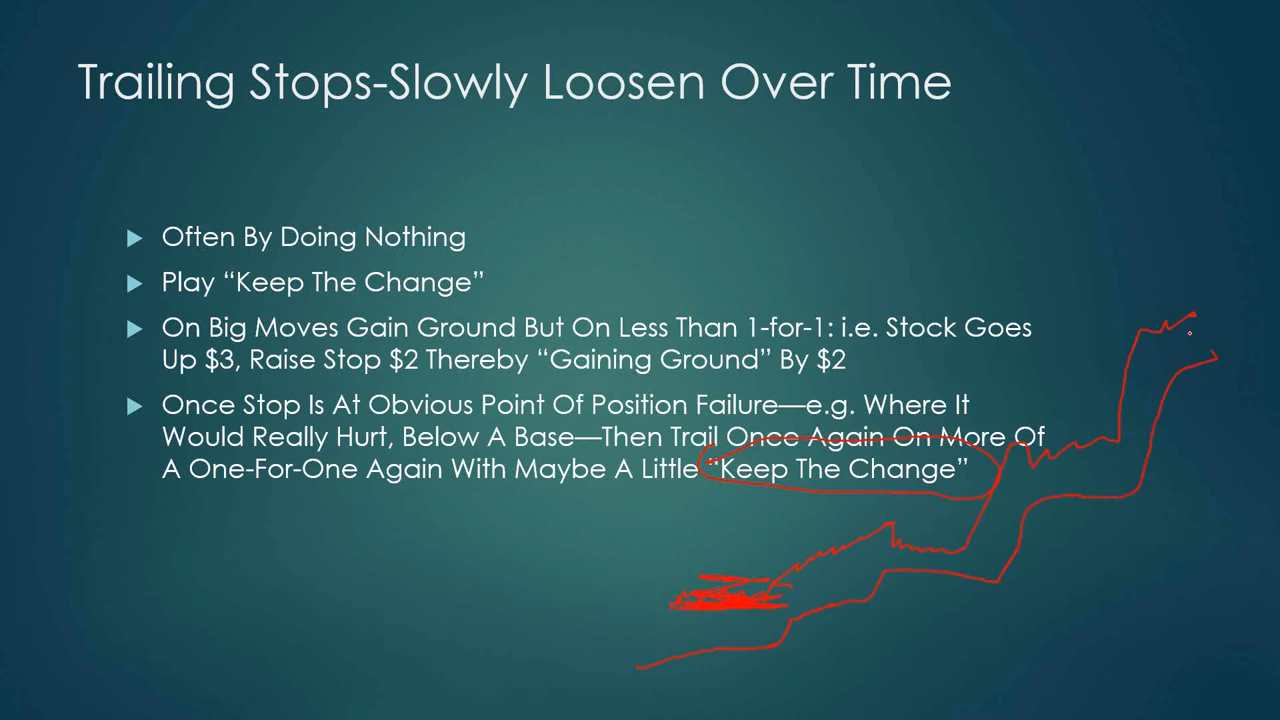 Trailing Stops-Slowly Loosen Over Time
Often By Doing Nothing
Play “Keep The Change”
On Big Moves Gain Ground But On Less Than 1-for-1: i.e. Stock Goes
Up $3, Raise Stop $2 Thereby “Gaining Ground” By $2
Once Stop Is At Obvious Point Of Position Failure—e.g. Where It
Would Really Hurt, Below A Base—Then Trail Once Again On More Of
A One-For-One Again With Maybe A Little “Keep The Change”